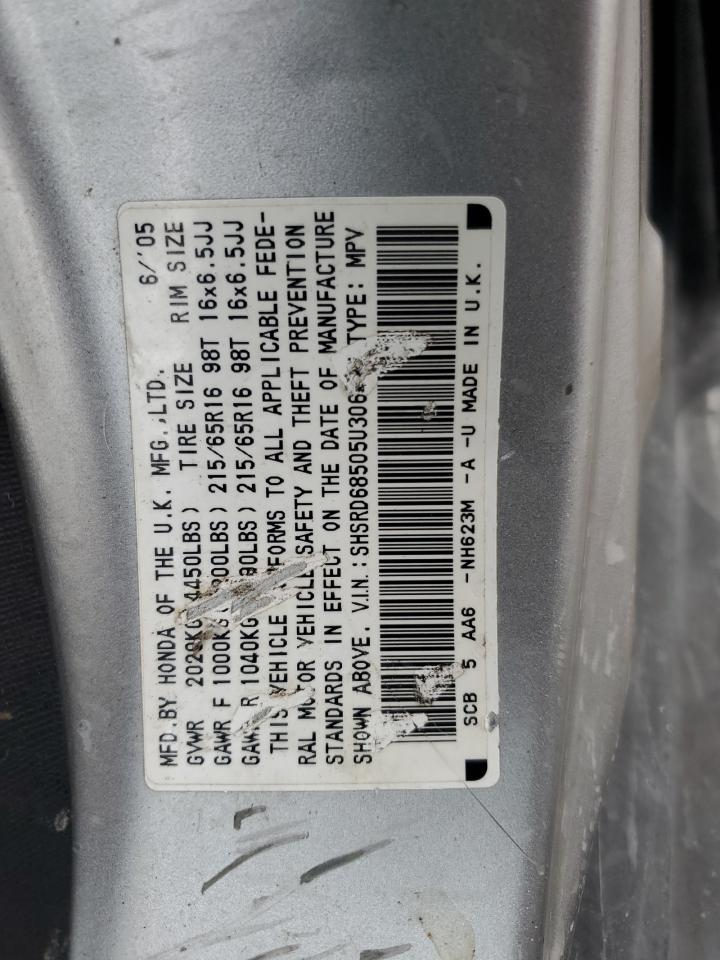 MFD. BY HONDA OF THE U.K. MFG.,LTD. 6/'05
GVWR 4450LBS) TIRE SIZE RIM SIZE
GAWR F 1000KG 215/65R16 98T 16x6.5JJ
GAWR R 1040KG 215/65R16 98T 16x6.5JJ
THIS VEHICLE TO ALL APPLICABLE FEDE-
RAL MOTOR VEHICLE SAFETY AND THEFT PREVENTION
STANDARDS IN EFFECT ON THE DATE OF MANUFACTURE
SHOWN ABOVE. V.I.N.: TYPE: MPV
SCB 5 AA6 -NH623M -A -U MADE IN U.K.